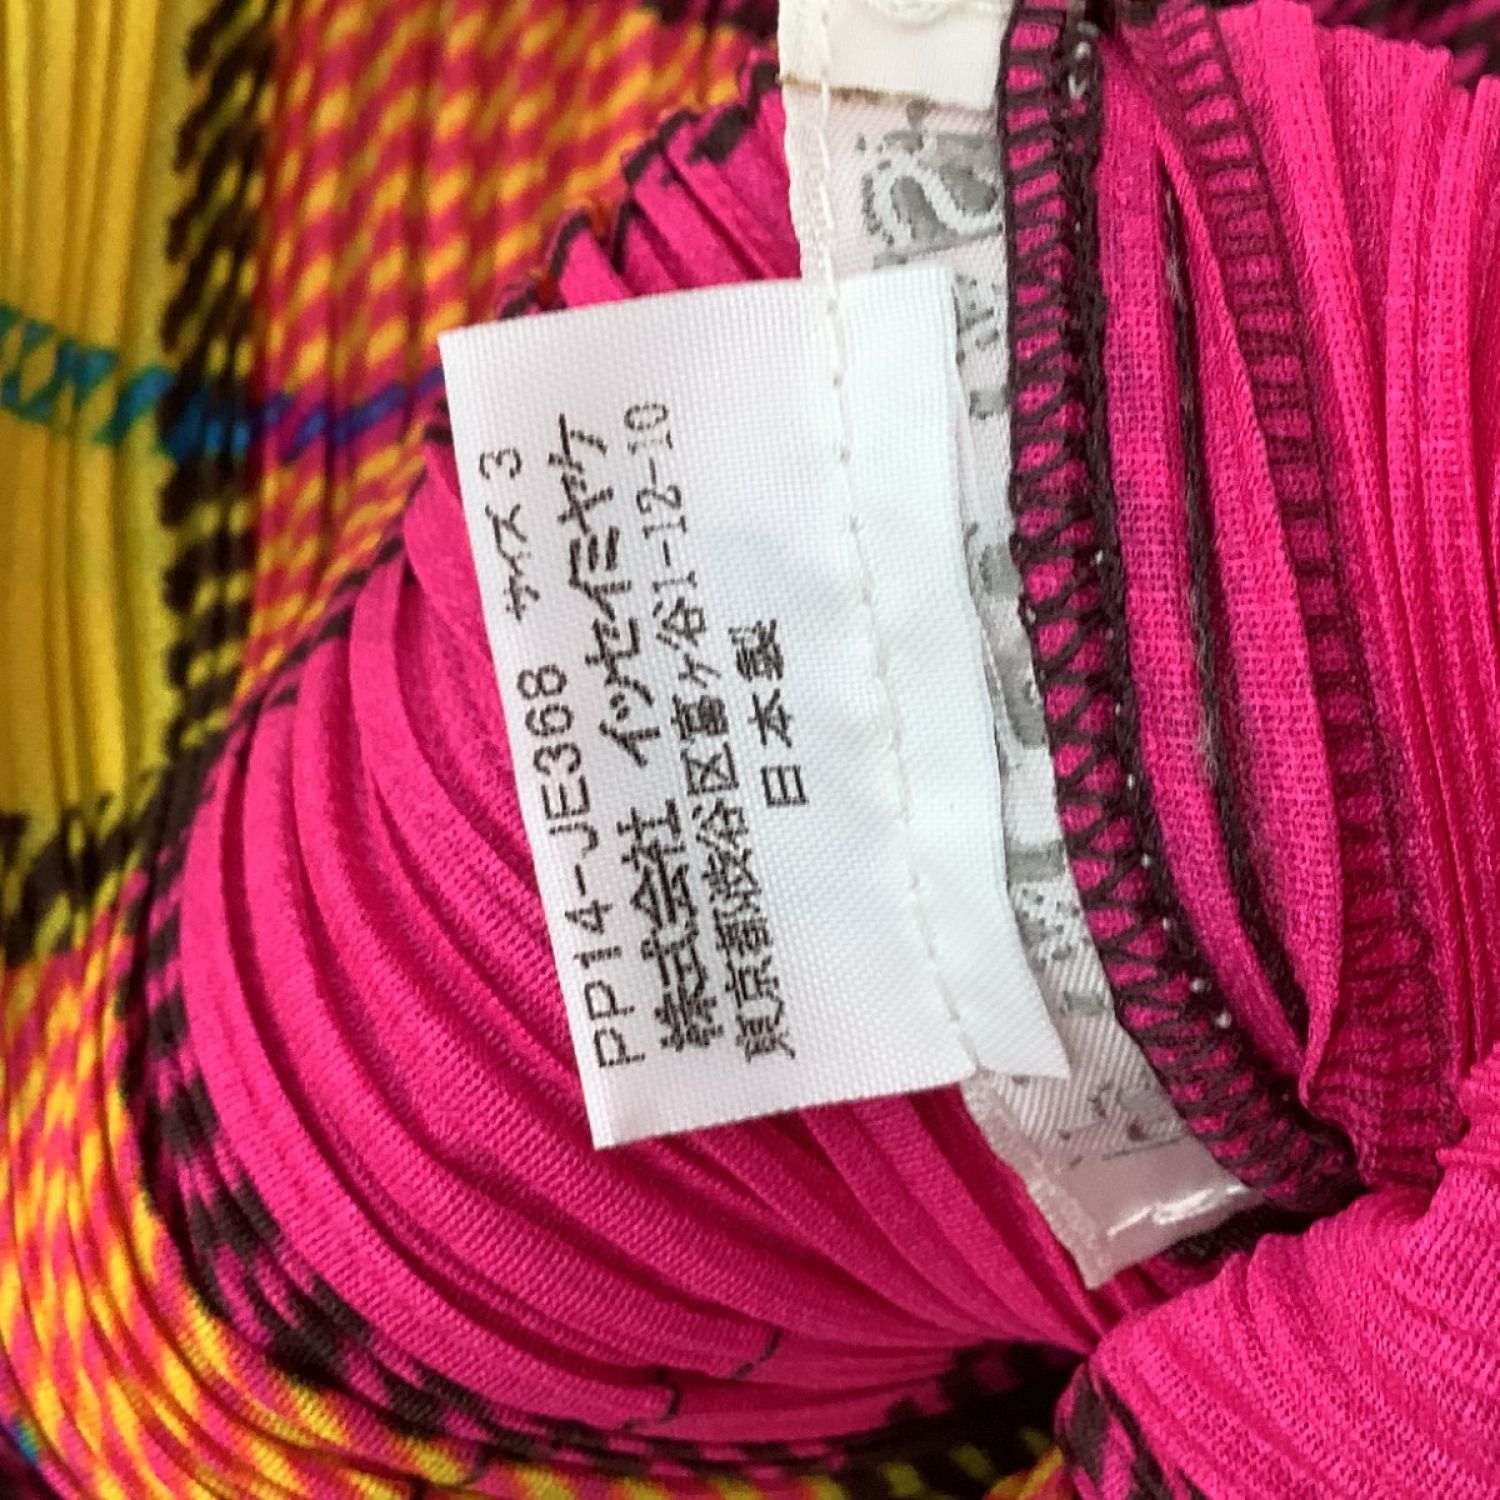 PP14-JE368 サイズ 3
株式会社 イッセイミヤケ
東京都渋谷区富ヶ谷1-12-10
日本製